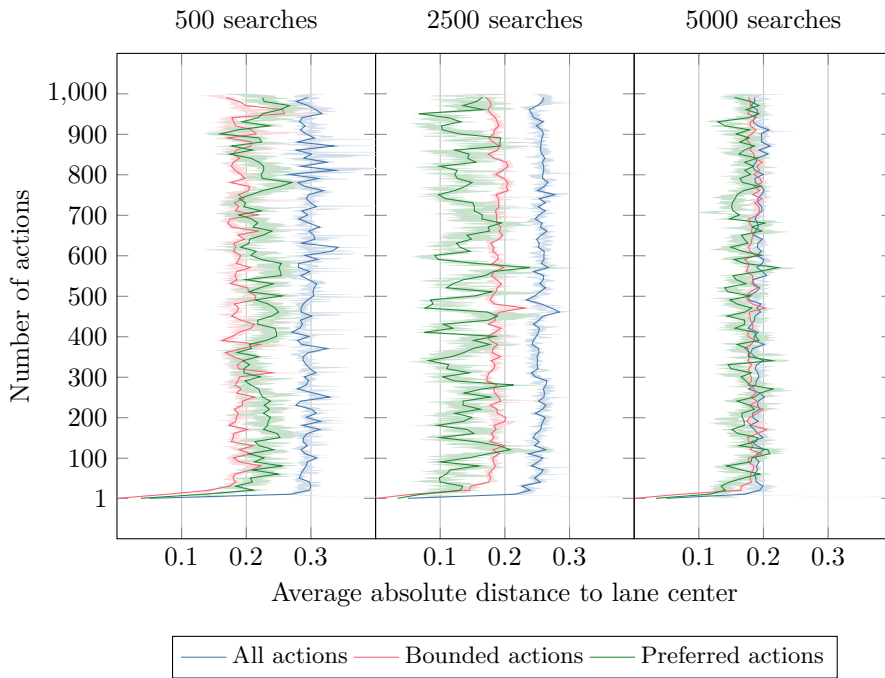 500 searches
2500 searches
5000 searches
1,000
900
800
700
600
500
400
300
200
100
1
Number of actions
0.1 0.2 0.3
0.1 0.2 0.3
0.1 0.2 0.3
Average absolute distance to lane center
All actions
Bounded actions
Preferred actions